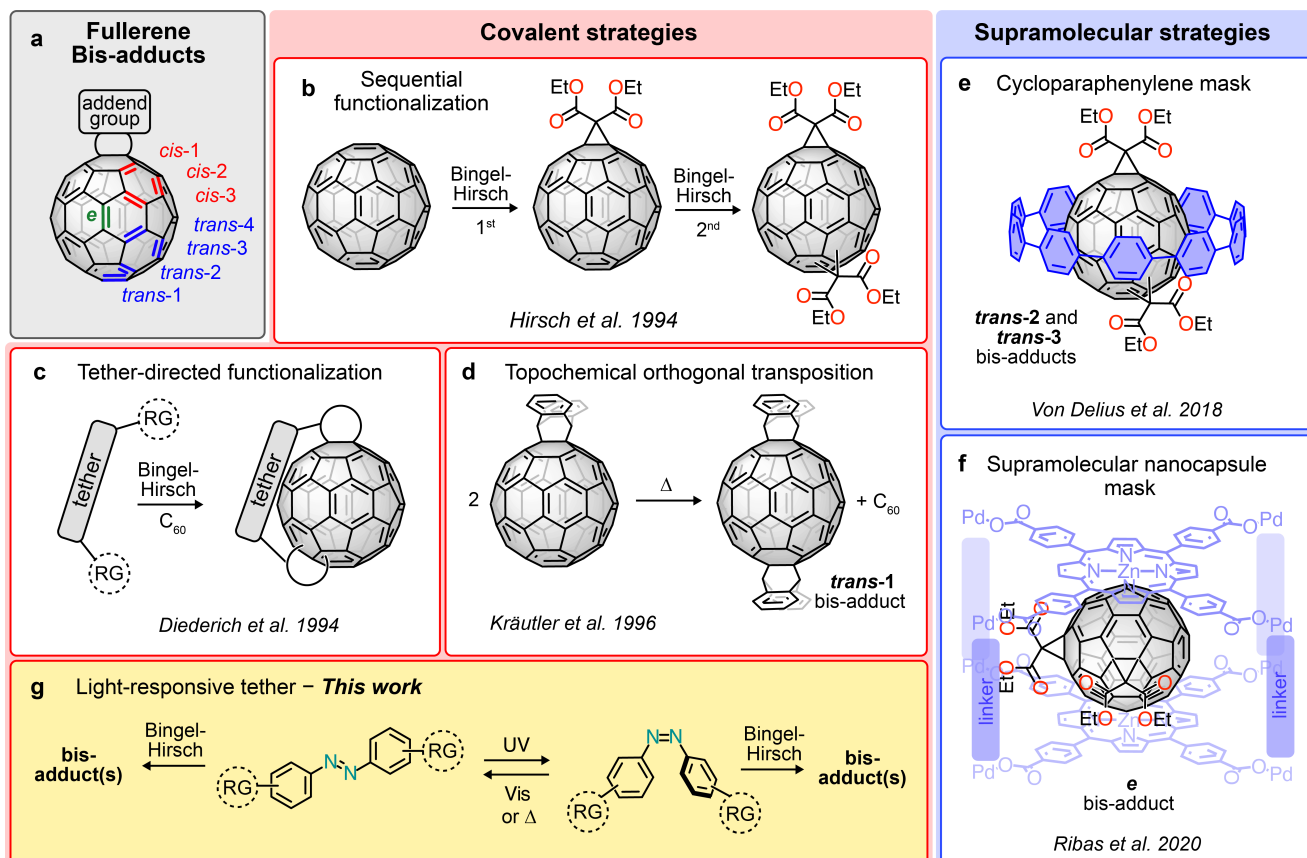 a
Fullerene
Bis-adducts
addend
group
cis-1
cis-2
cis-3
e
trans-4
trans-3
trans-2
trans-1
Covalent strategies
b
Sequential
functionalization
Bingel-
Hirsch
1st
EtO
OEt
O
O
Bingel-
Hirsch
2nd
EtO
OEt
O
O
O
O
OEt
EtO
Hirsch et al. 1994
c
Tether-directed functionalization
RG
tether
RG
Bingel-
Hirsch
C60
tether
Diederich et al. 1994
d
Topochemical orthogonal transposition
2
Δ
+ C60
trans-1
bis-adduct
Kräutler et al. 1996
Supramolecular strategies
e
Cycloparaphenylene mask
EtO
OEt
O
O
O
O
OEt
EtO
trans-2 and
trans-3
bis-adducts
Von Delius et al. 2018
f
Supramolecular nanocapsule
mask
Pd
O
O
O
O
Pd
N
N
Zn
N
N
Pd
O
O
O
O
Pd
OEt
O
EtO
O
O
O
EtO
OEt
Pd
O
O
Pd
N
N
Zn
N
N
linker
linker
Pd
O
O
O
O
Pd
e
bis-adduct
Ribas et al. 2020
g
Light-responsive tether − This work
bis-
adduct(s)
Bingel-
Hirsch
RG
N
N
RG
UV
Vis
or Δ
N
N
RG
RG
Bingel-
Hirsch
bis-
adduct(s)